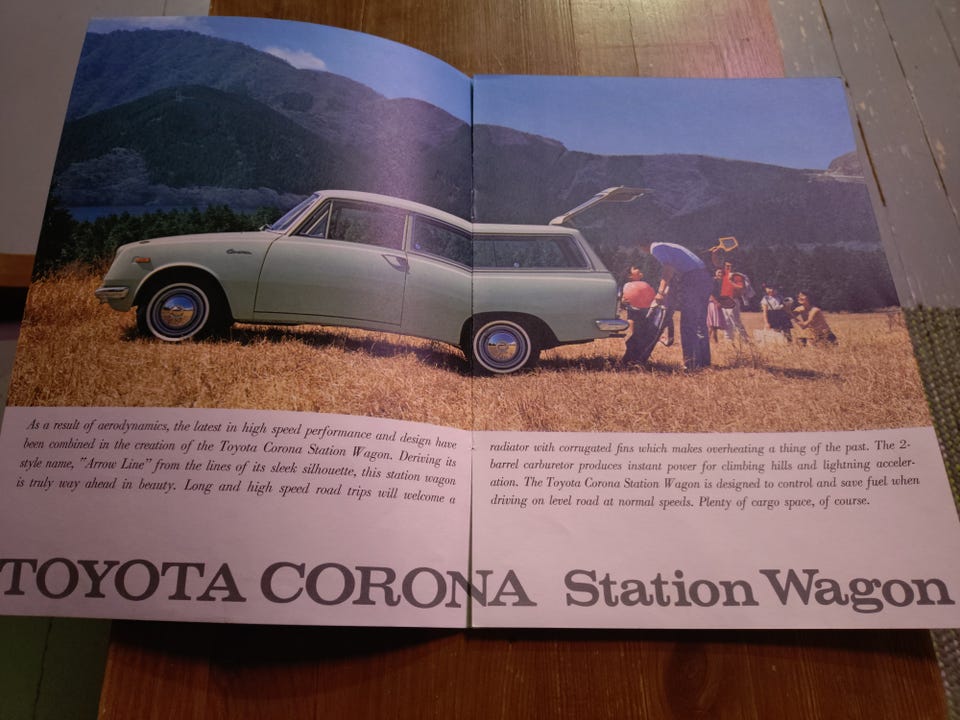 Corona
As a result of aerodynamics, the latest in high speed performance and design have
been combined in the creation of the Toyota Corona Station Wagon. Deriving its
style name, "Arrow Line" from the lines of its sleek silhouette, this station wagon
is truly way ahead in beauty. Long and high speed road trips will welcome a
radiator with corrugated fins which makes overheating a thing of the past. The 2-
barrel carburetor produces instant power for climbing hills and lightning acceler-
ation. The Toyota Corona Station Wagon is designed to control and save fuel when
driving on level road at normal speeds. Plenty of cargo space, of course.
TOYOTA CORONA Station Wagon